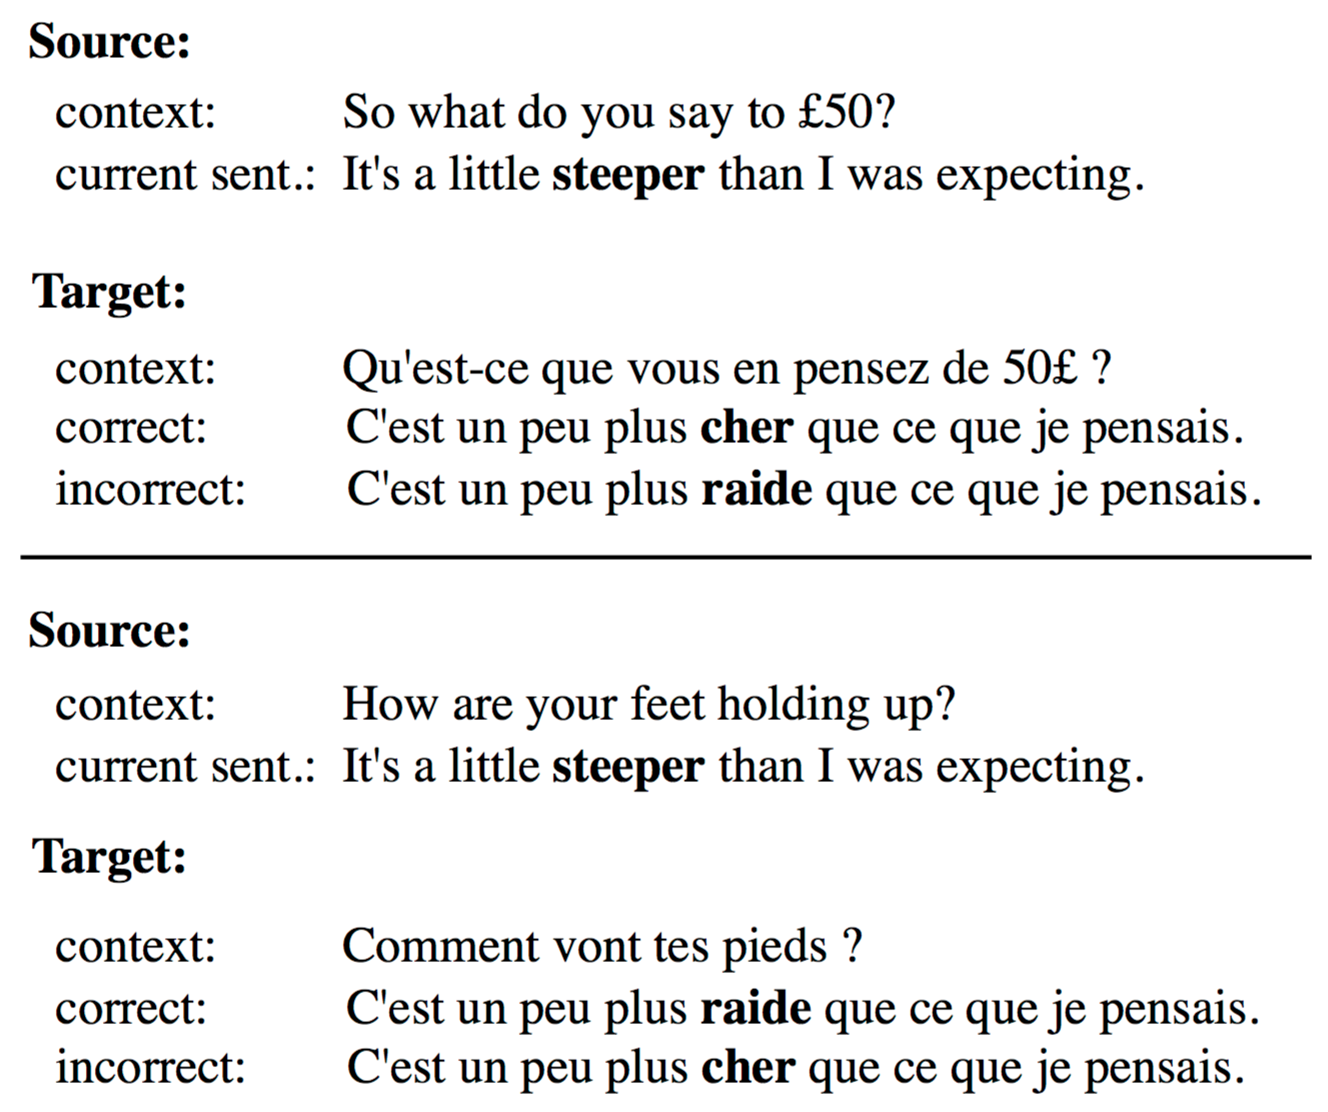 Source:
context: So what do you say to £50?
current sent.: It's a little steeper than I was expecting.
Target:
context: Qu'est-ce que vous en pensez de 50£ ?
correct: C'est un peu plus cher que ce que je pensais.
incorrect: C'est un peu plus raide que ce que je pensais.
Source:
context: How are your feet holding up?
current sent.: It's a little steeper than I was expecting.
Target:
context: Comment vont tes pieds ?
correct: C'est un peu plus raide que ce que je pensais.
incorrect: C'est un peu plus cher que ce que je pensais.